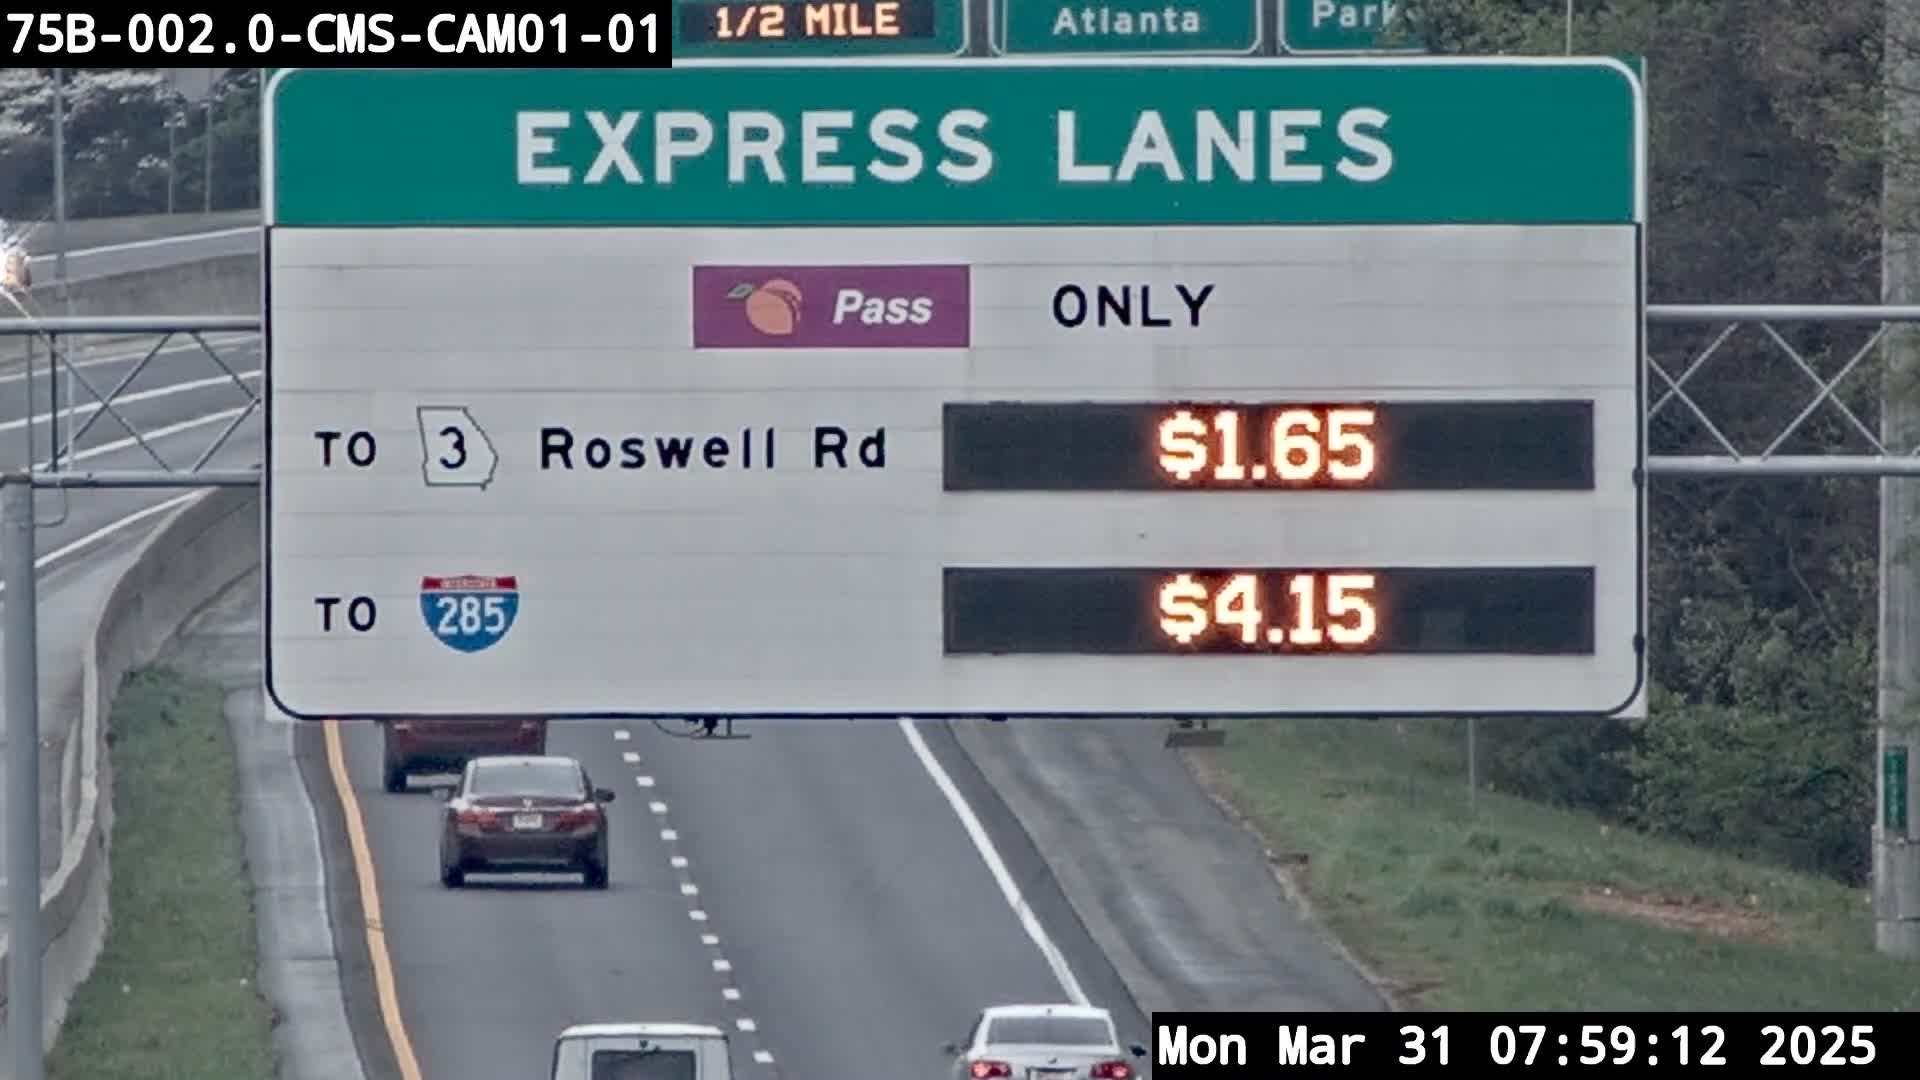 75B-002.0-CMS-CAM01-01
1/2 MILE
Atlanta
Park
EXPRESS LANES
Pass ONLY
TO 3 Roswell Rd $1.65
TO 285 $4.15
Mon Mar 31 07:59:12 2025